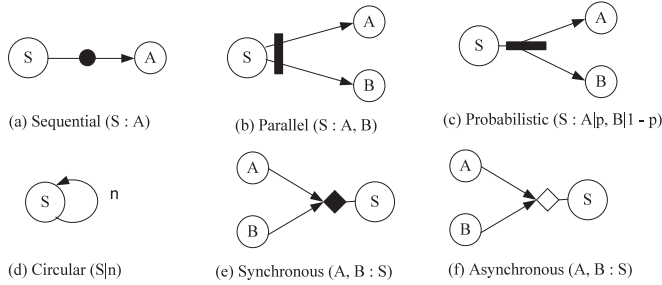 S A
S A B
S A B
(a) Sequential (S : A)
(b) Parallel (S : A, B)
(c) Probabilistic (S : A|p, B|1 - p)
S n
A B S
A B S
(d) Circular (S|n)
(e) Synchronous (A, B : S)
(f) Asynchronous (A, B : S)